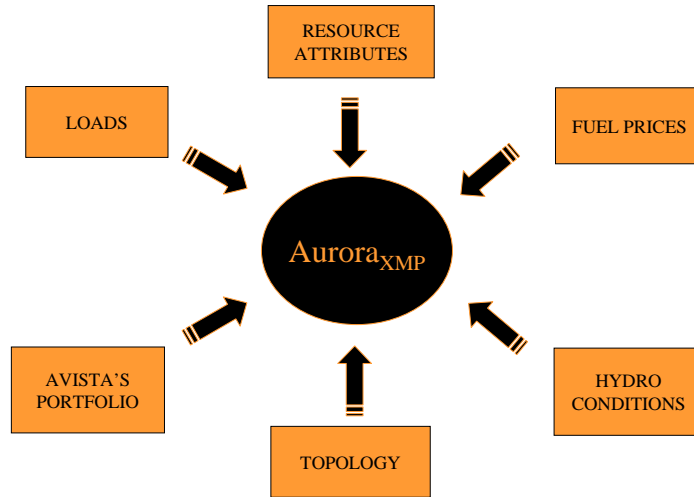 RESOURCE
ATTRIBUTES
LOADS
FUEL PRICES
AuroraXMP
AVISTA’S
PORTFOLIO
HYDRO
CONDITIONS
TOPOLOGY